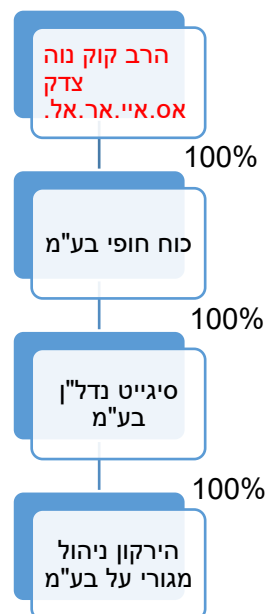 הרב קוק נוה
צדק
אס.איי.אר.אל.
100%
כוח חופי בע"מ
100%
סיגייט נדל"ן
בע"מ
100%
הירקון ניהול
מגורי על בע"מ